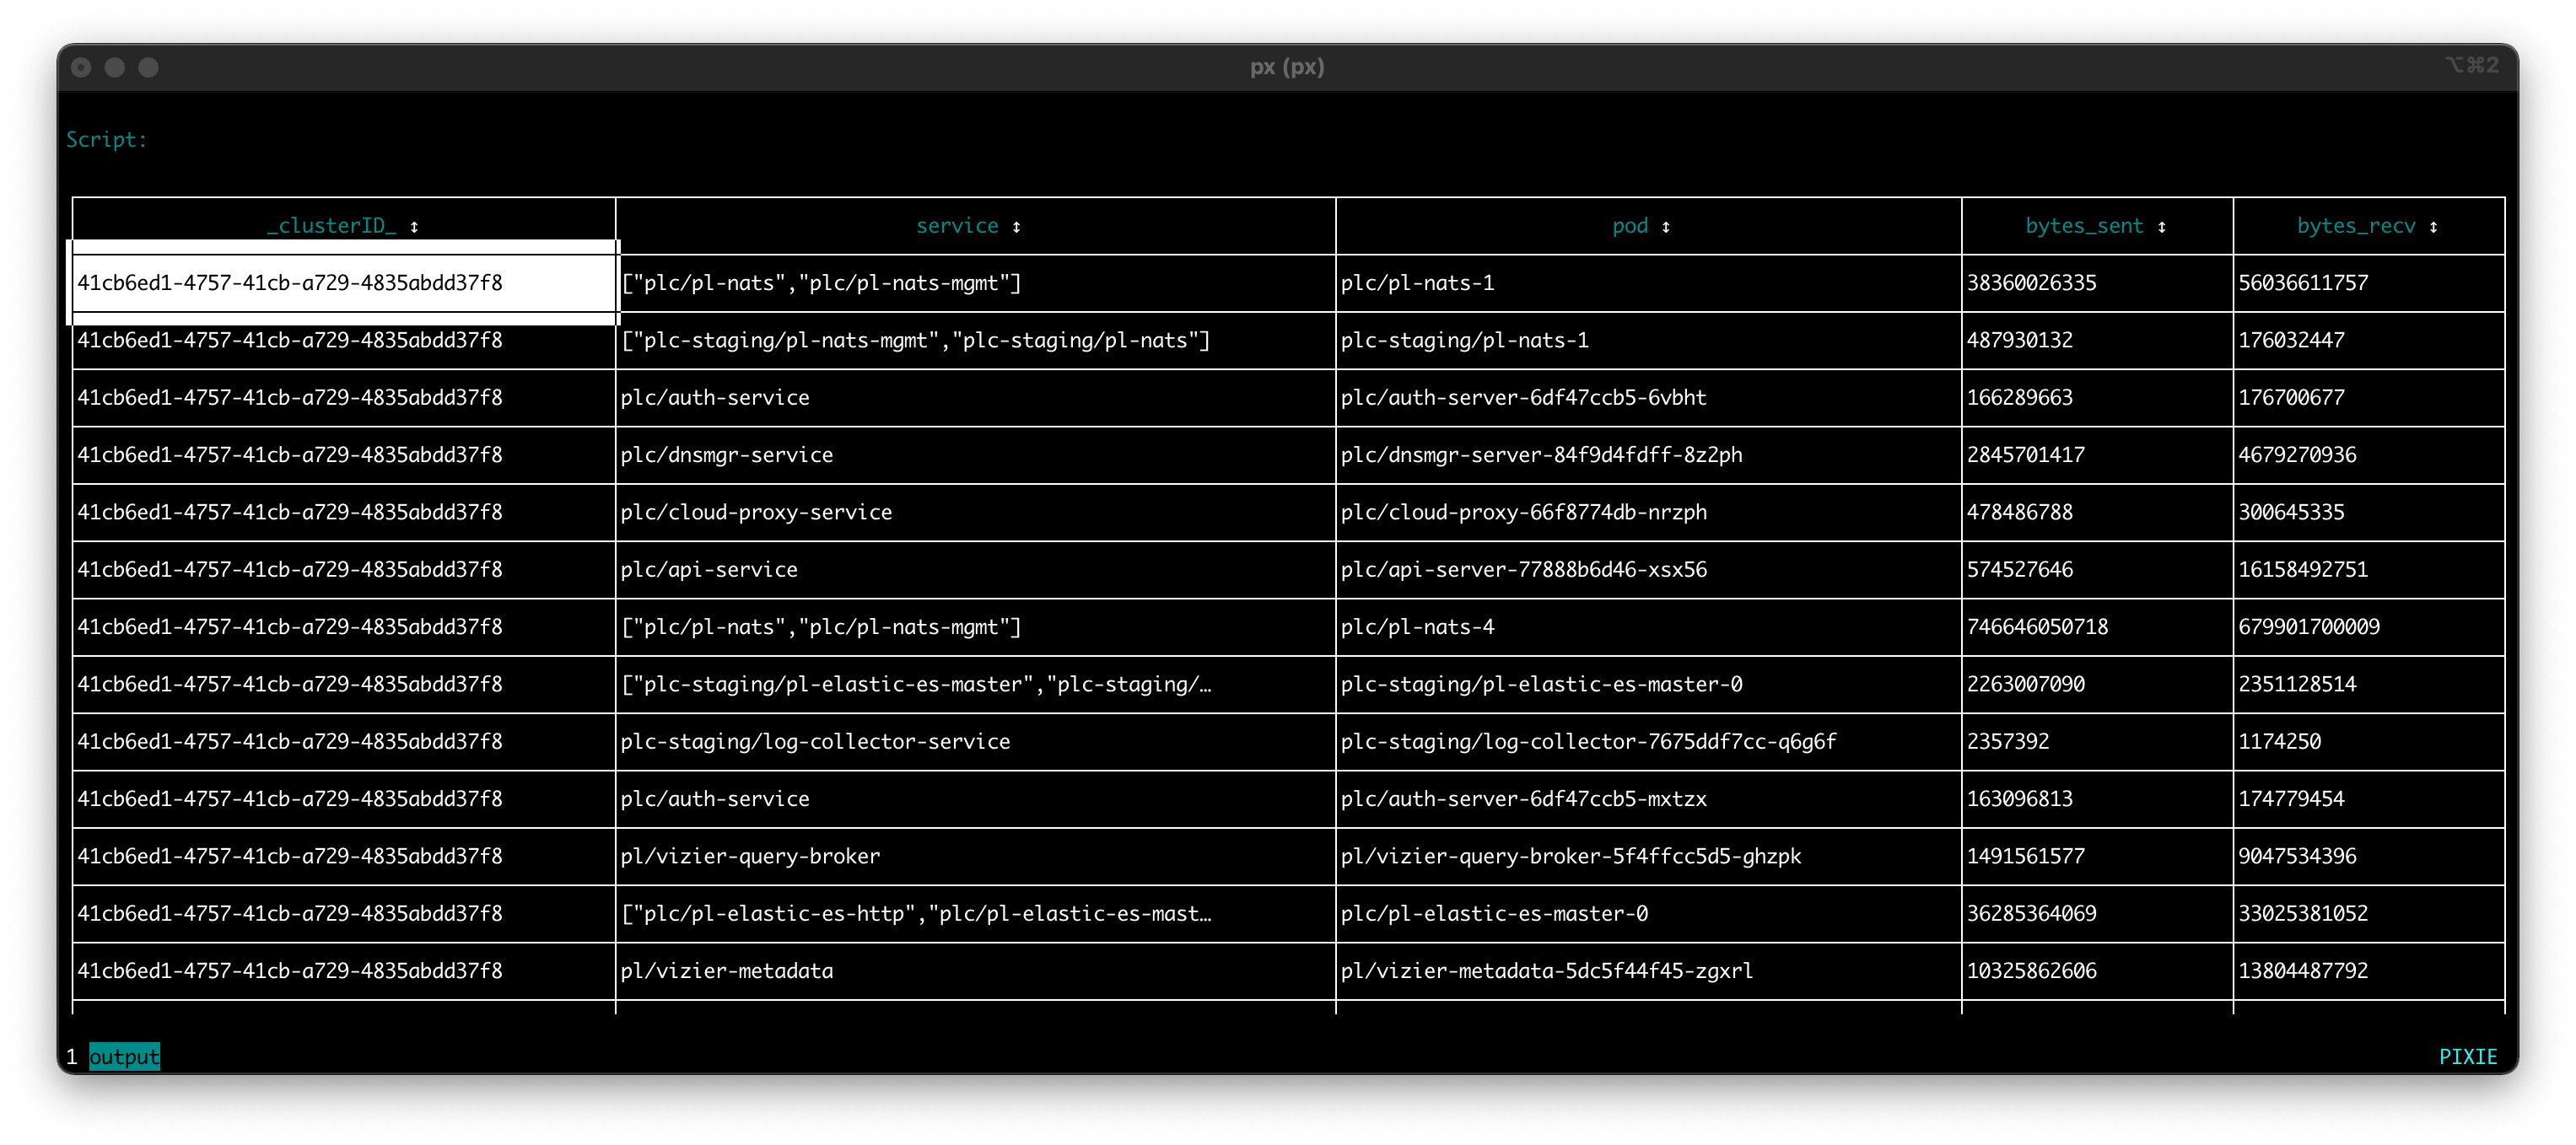 px (px) ⌥⌘2
Script:
_clusterID_ ↕ service ↕ pod ↕ bytes_sent ↕ bytes_recv ↕
41cb6ed1-4757-41cb-a729-4835abdd37f8 ["plc/pl-nats","plc/pl-nats-mgmt"] plc/pl-nats-1 38360026335 56036611757
41cb6ed1-4757-41cb-a729-4835abdd37f8 ["plc-staging/pl-nats-mgmt","plc-staging/pl-nats"] plc-staging/pl-nats-1 487930132 176032447
41cb6ed1-4757-41cb-a729-4835abdd37f8 plc/auth-service plc/auth-server-6df47ccb5-6vbht 166289663 176700677
41cb6ed1-4757-41cb-a729-4835abdd37f8 plc/dnsmgr-service plc/dnsmgr-server-84f9d4fdff-8z2ph 2845701417 4679270936
41cb6ed1-4757-41cb-a729-4835abdd37f8 plc/cloud-proxy-service plc/cloud-proxy-66f8774db-nrzph 478486788 300645335
41cb6ed1-4757-41cb-a729-4835abdd37f8 plc/api-service plc/api-server-77888b6d46-xsx56 574527646 16158492751
41cb6ed1-4757-41cb-a729-4835abdd37f8 ["plc/pl-nats","plc/pl-nats-mgmt"] plc/pl-nats-4 746646050718 679901700009
41cb6ed1-4757-41cb-a729-4835abdd37f8 ["plc-staging/pl-elastic-es-master","plc-staging/… plc-staging/pl-elastic-es-master-0 2263007090 2351128514
41cb6ed1-4757-41cb-a729-4835abdd37f8 plc-staging/log-collector-service plc-staging/log-collector-7675ddf7cc-q6g6f 2357392 1174250
41cb6ed1-4757-41cb-a729-4835abdd37f8 plc/auth-service plc/auth-server-6df47ccb5-mxtzx 163096813 174779454
41cb6ed1-4757-41cb-a729-4835abdd37f8 pl/vizier-query-broker pl/vizier-query-broker-5f4ffcc5d5-ghzpk 1491561577 9047534396
41cb6ed1-4757-41cb-a729-4835abdd37f8 ["plc/pl-elastic-es-http","plc/pl-elastic-es-mast… plc/pl-elastic-es-master-0 36285364069 33025381052
41cb6ed1-4757-41cb-a729-4835abdd37f8 pl/vizier-metadata pl/vizier-metadata-5dc5f44f45-zgxrl 10325862606 13804487792
1 output PIXIE